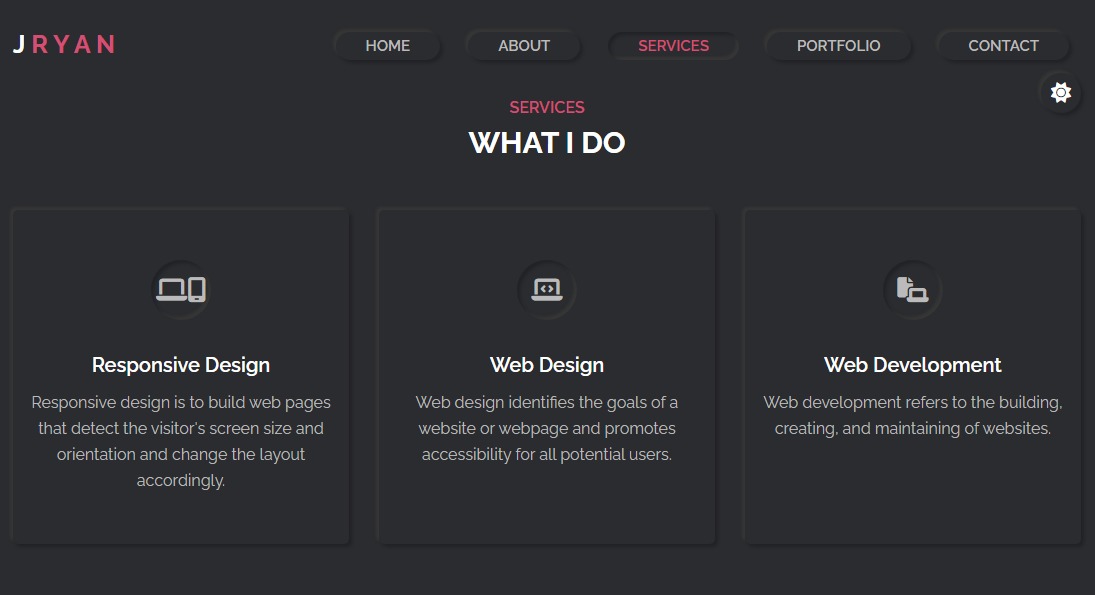 JRYAN
HOME ABOUT SERVICES PORTFOLIO CONTACT
SERVICES
WHAT I DO
Responsive Design
Responsive design is to build web pages
that detect the visitor's screen size and
orientation and change the layout
accordingly.
Web Design
Web design identifies the goals of a
website or webpage and promotes
accessibility for all potential users.
Web Development
Web development refers to the building,
creating, and maintaining of websites.